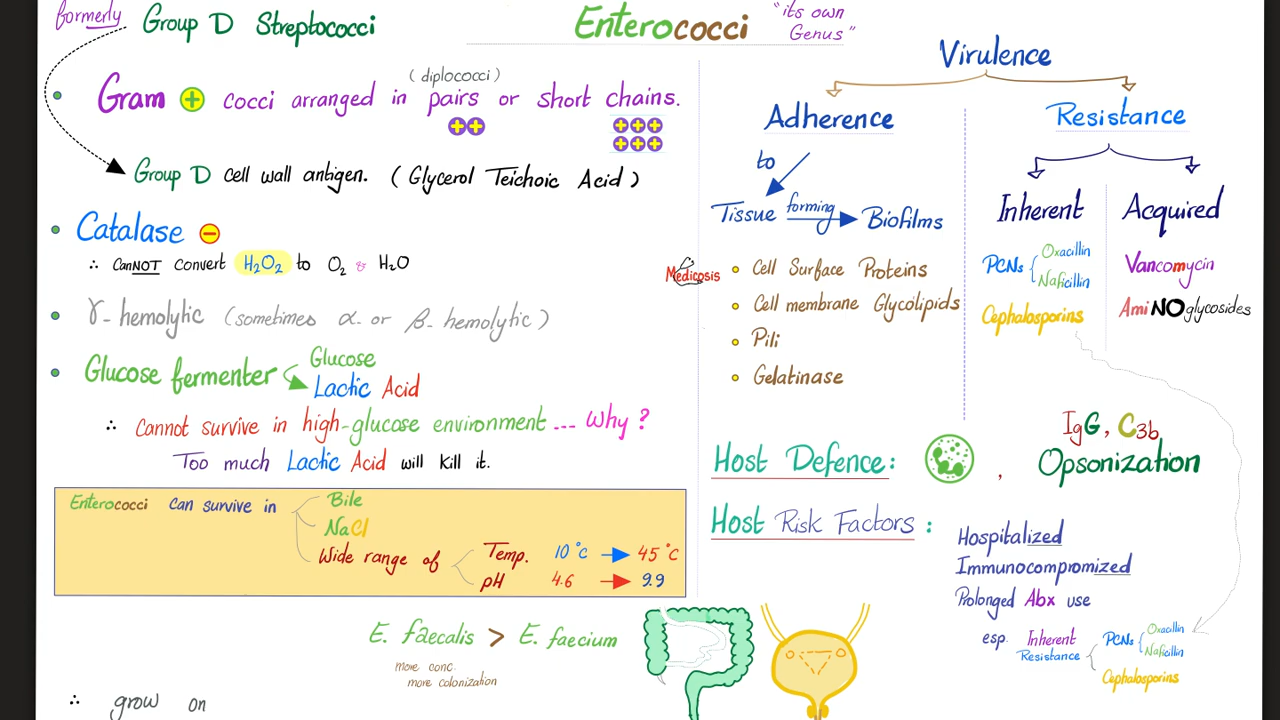 formerly. Group D Streptococci
Enterococci
"its own
Genus"
(diplococci)
Gram + cocci arranged in pairs or short chains.
Group D cell wall antigen. (Glycerol Teichoic Acid)
Catalase −
∴ CanNOT convert H2O2 to O2 & H2O
γ-hemolytic (sometimes α- or β-hemolytic)
Glucose fermenter
Glucose
Lactic Acid
∴ Cannot survive in high-glucose environment ... Why?
Too much Lactic Acid will kill it.
Enterococci can survive in
Bile
NaCl
Wide range of
Temp. 10°c → 45°c
pH 4.6 → 9.9
E. faecalis > E. faecium
more conc.
more colonization
∴ grow on
Virulence
Adherence
to
Tissue forming Biofilms
Medicosis
Cell Surface Proteins
Cell membrane Glycolipids
Pili
Gelatinase
Resistance
Inherent
PCNs
Oxacillin
Naficillin
Cephalosporins
Acquired
Vancomycin
AmiNOglycosides
Host Defence: ,
IgG, C3b
Opsonization
Host Risk Factors :
Hospitalized
Immunocompromized
Prolonged Abx use
esp. Inherent
Resistance
PCNs
Oxacillin
Naficillin
Cephalosporins